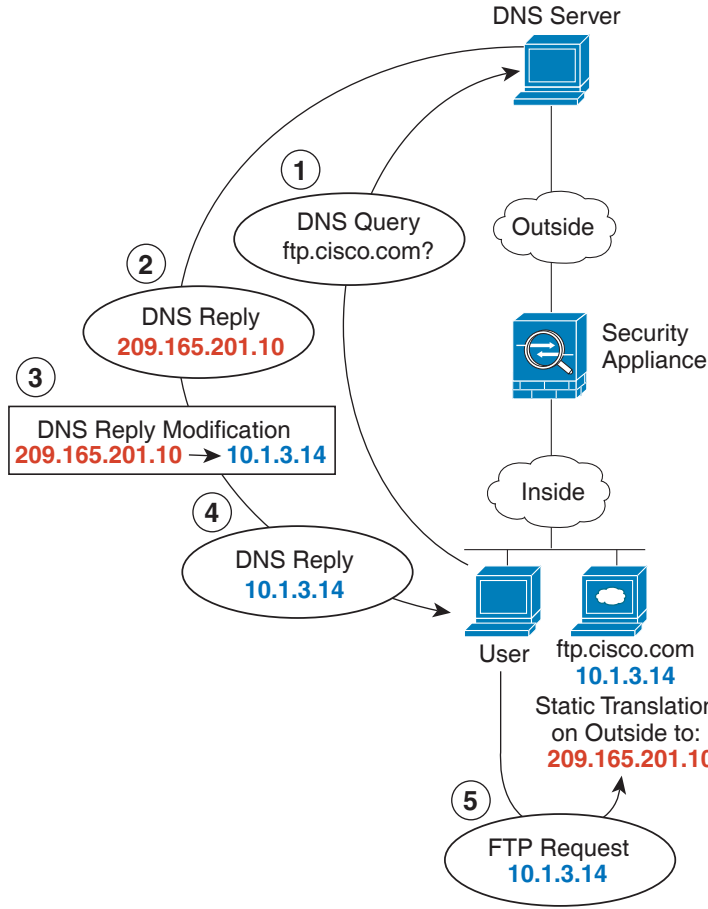 DNS Server
1
DNS Query
ftp.cisco.com?
Outside
2
DNS Reply
209.165.201.10
Security
Appliance
3
DNS Reply Modification
209.165.201.10 → 10.1.3.14
Inside
4
DNS Reply
10.1.3.14
User
ftp.cisco.com
10.1.3.14
Static Translation
on Outside to:
209.165.201.10
5
FTP Request
10.1.3.14